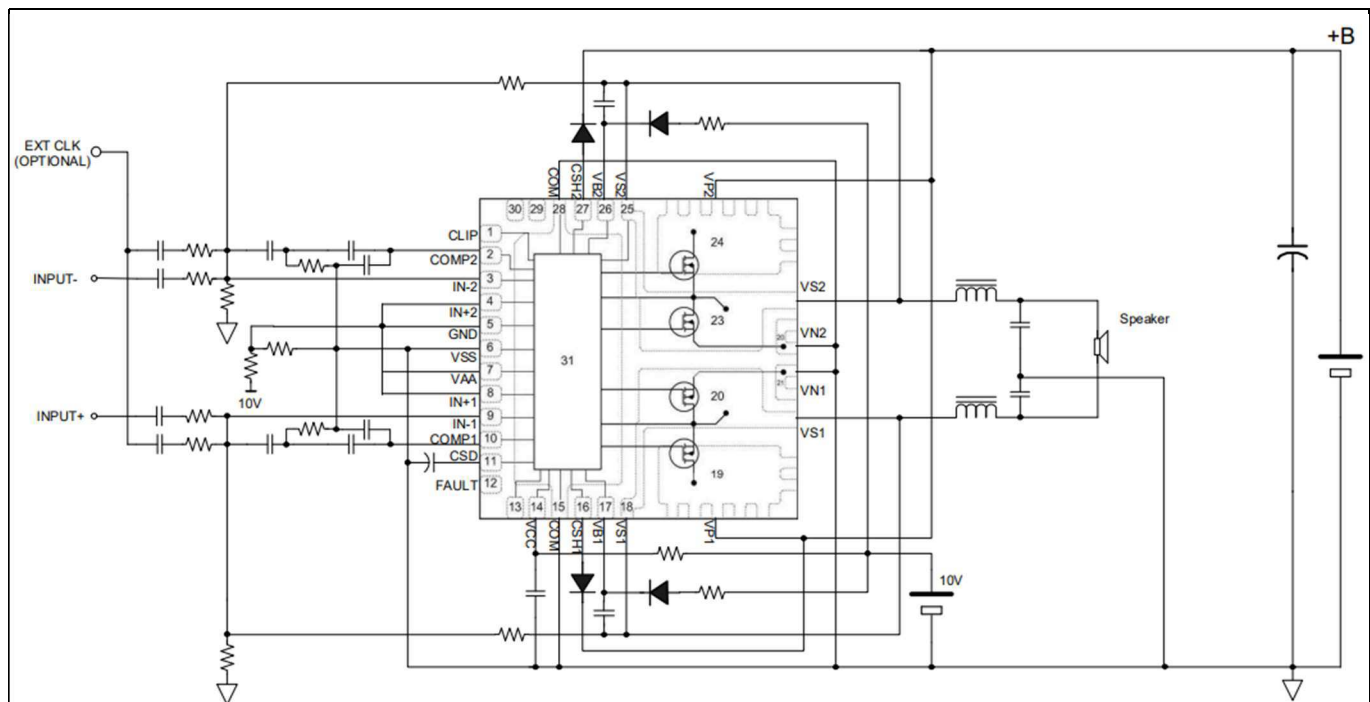 +B
EXT CLK
(OPTIONAL)
COM
CSH2
VB2
VS2
VP2
30
29
28
27
26
25
CLIP
1
COMP2
2
INPUT-
IN-2
3
IN+2
4
GND
5
VSS
6
VAA
7
IN+1
8
10V
INPUT+
IN-1
9
COMP1
10
CSD
11
FAULT
12
31
24
23
20
19
VS2
VN2
VN1
VS1
Speaker
13
14
15
16
17
18
VCC
COM
CSH1
VB1
VS1
VP1
10V